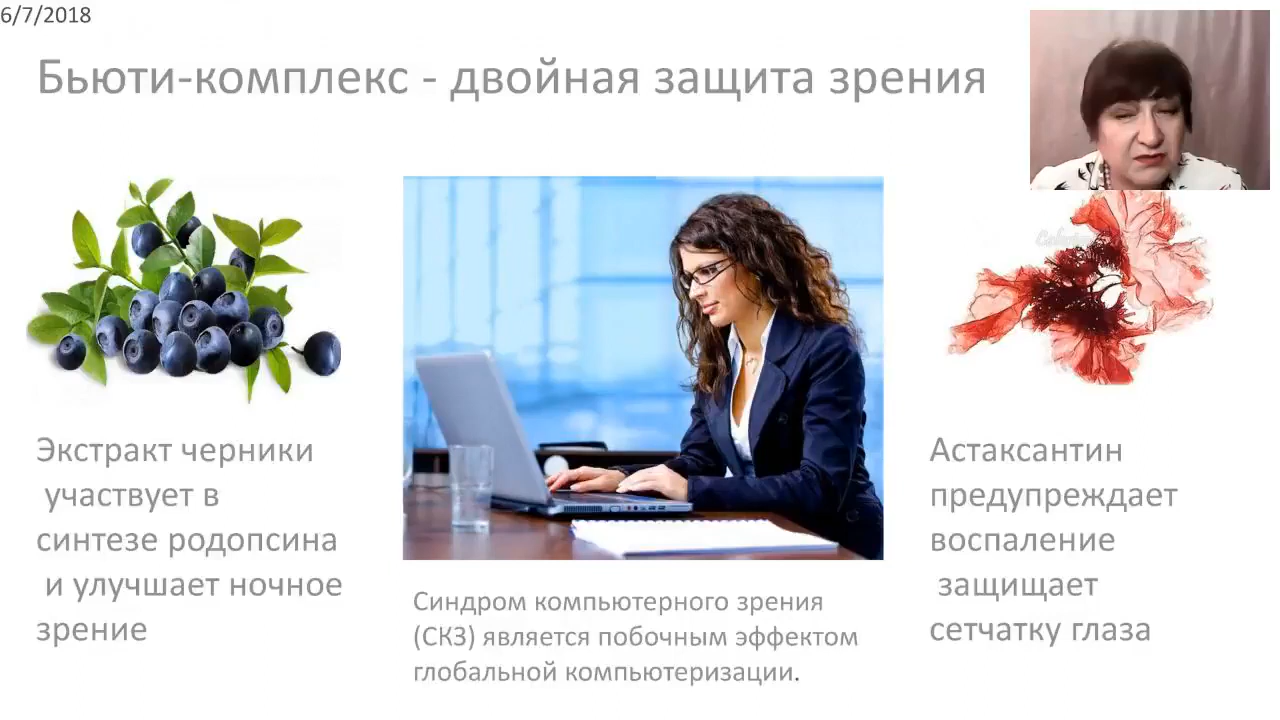 6/7/2018
Бьюти-комплекс - двойная защита зрения
Экстракт черники
участвует в
синтезе родопсина
и улучшает ночное
зрение
Синдром компьютерного зрения
(СКЗ) является побочным эффектом
глобальной компьютеризации.
Астаксантин
предупреждает
воспаление
защищает
сетчатку глаза